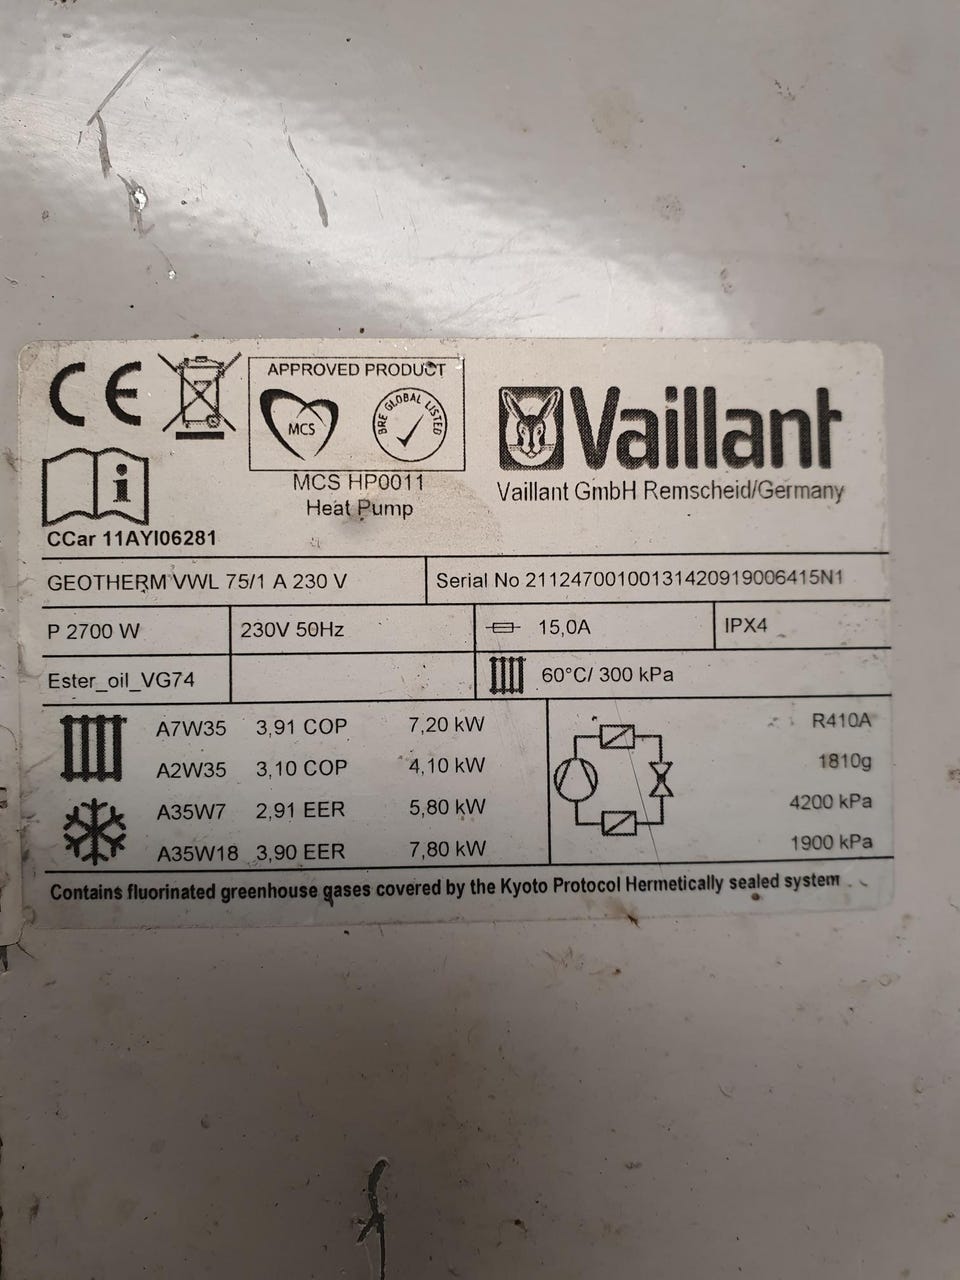 CE
APPROVED PRODUCT
MCS
BRE GLOBAL LISTED
MCS HP0011
Heat Pump
Vaillant
Vaillant GmbH Remscheid/Germany
i
CCar 11AYI06281
GEOTHERM VWL 75/1 A 230 V
Serial No 21124700100131420919006415N1
P 2700 W
230V 50Hz
15,0A
IPX4
Ester_oil_VG74
60°C/ 300 kPa
A7W35 3,91 COP 7,20 kW
A2W35 3,10 COP 4,10 kW
A35W7 2,91 EER 5,80 kW
A35W18 3,90 EER 7,80 kW
R410A
1810g
4200 kPa
1900 kPa
Contains fluorinated greenhouse gases covered by the Kyoto Protocol Hermetically sealed system